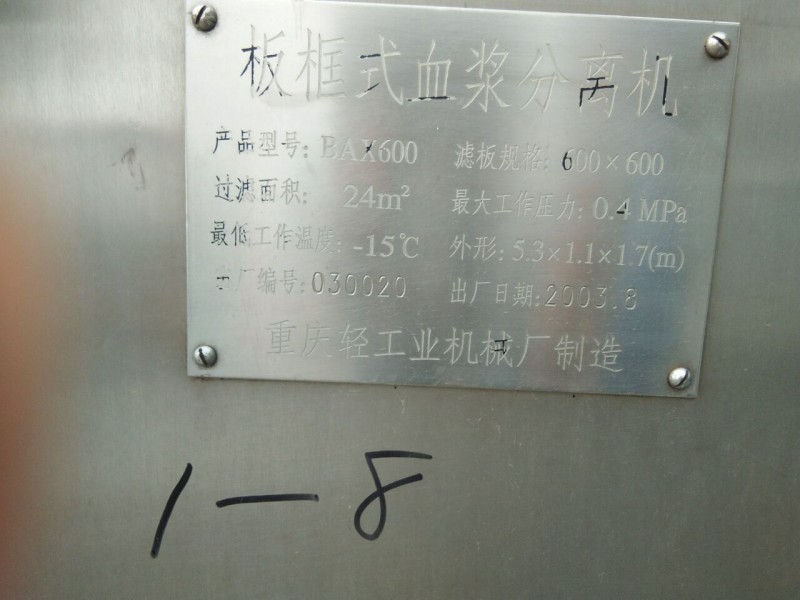 板框式血浆分离机
产品型号: BAX600 滤板规格: 600×600
过滤面积: 24m² 最大工作压力: 0.4 MPa
最低工作温度: -15℃ 外形: 5.3×1.1×1.7(m)
出厂编号: 030020 出厂日期: 2003.8
重庆轻工业机械厂制造
1-8